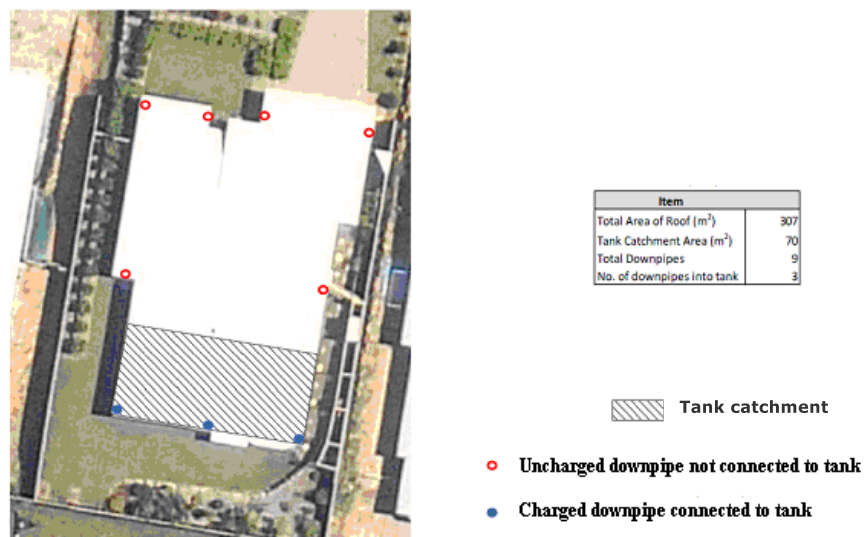 Item
Total Area of Roof (m²) 307
Tank Catchment Area (m²) 70
Total Downpipes 9
No. of downpipes into tank 3
Tank catchment
Uncharged downpipe not connected to tank
Charged downpipe connected to tank